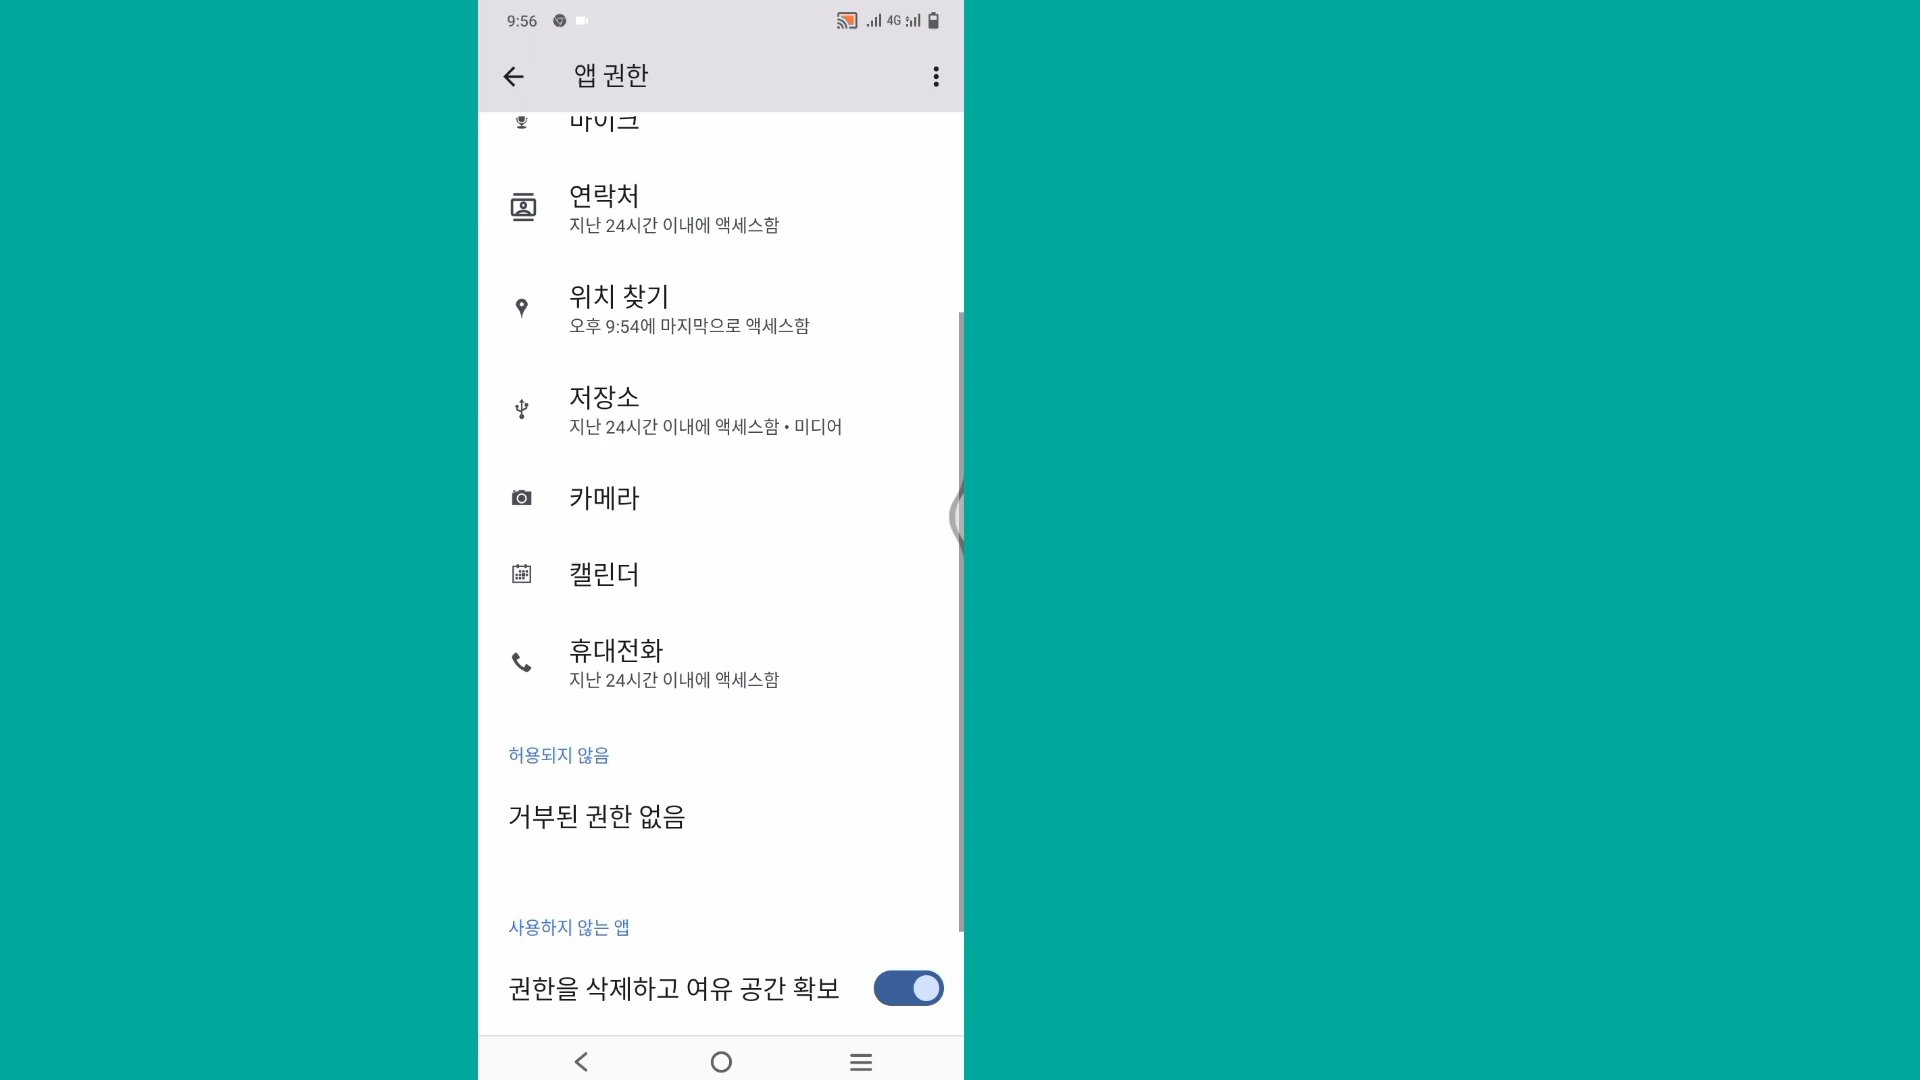 9:56
4G
앱 권한
마이크
연락처
지난 24시간 이내에 액세스함
위치 찾기
오후 9:54에 마지막으로 액세스함
저장소
지난 24시간 이내에 액세스함 • 미디어
카메라
캘린더
휴대전화
지난 24시간 이내에 액세스함
허용되지 않음
거부된 권한 없음
사용하지 않는 앱
권한을 삭제하고 여유 공간 확보